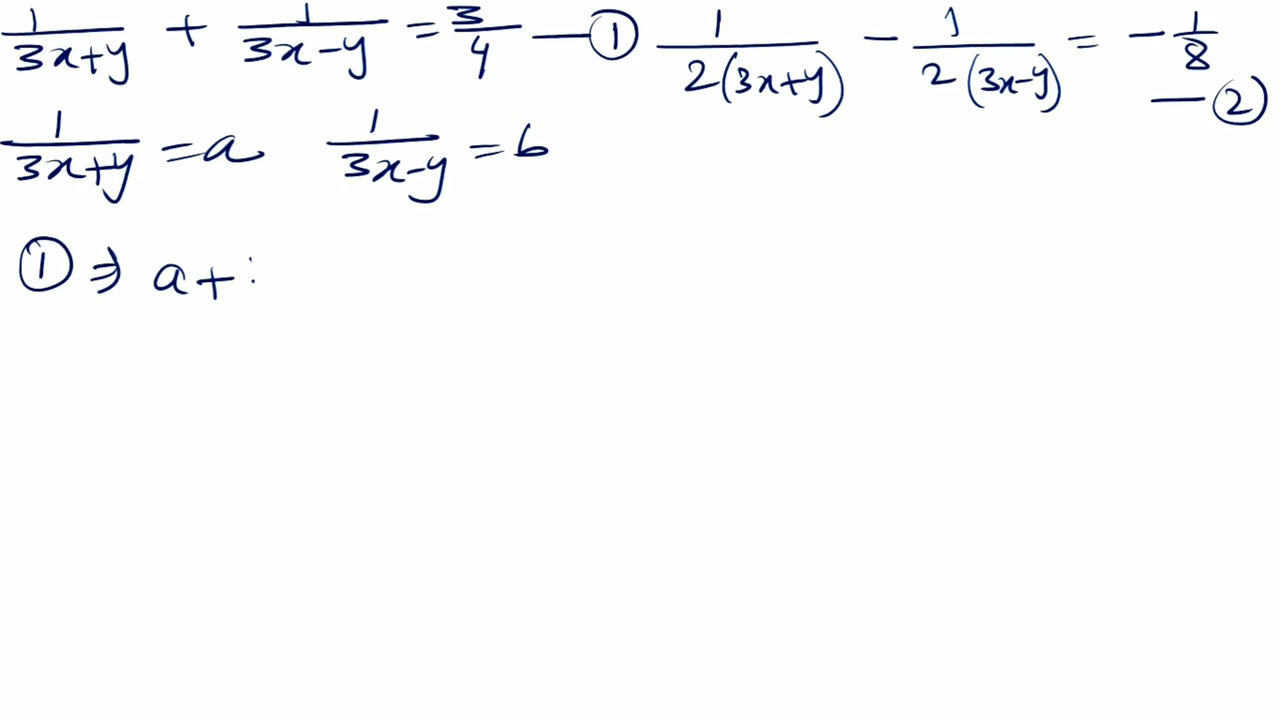 1/(3x+y) + 1/(3x-y) = 3/4 — ① 1/(2(3x+y)) - 1/(2(3x-y)) = -1/8 — ②
1/(3x+y) = a 1/(3x-y) = b
① ⇒ a +